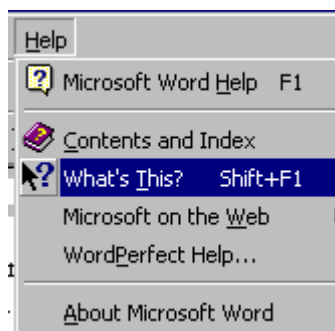 Help
Microsoft Word Help F1
Contents and Index
What's This? Shift+F1
Microsoft on the Web
WordPerfect Help...
About Microsoft Word